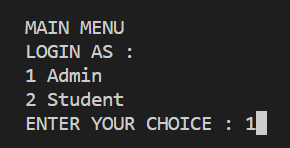 MAIN MENU
LOGIN AS :
1 Admin
2 Student
ENTER YOUR CHOICE : 1